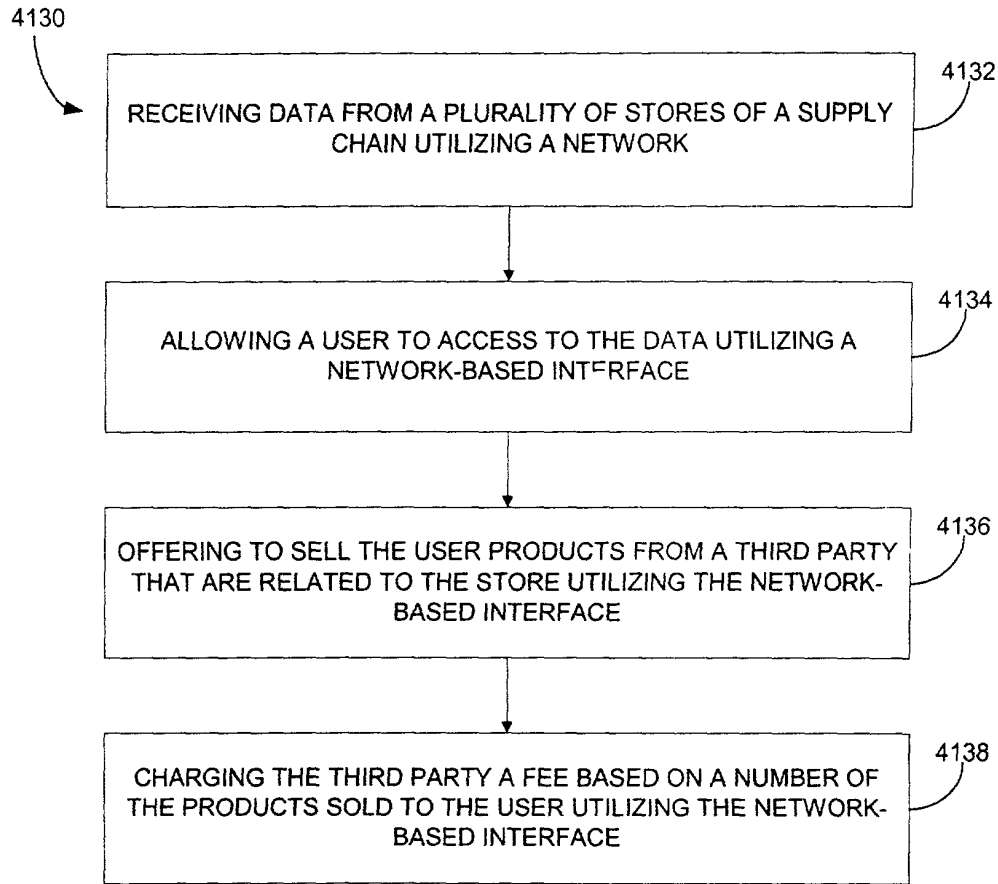 4130
4132
RECEIVING DATA FROM A PLURALITY OF STORES OF A SUPPLY
CHAIN UTILIZING A NETWORK
4134
ALLOWING A USER TO ACCESS TO THE DATA UTILIZING A
NETWORK-BASED INTERFACE
4136
OFFERING TO SELL THE USER PRODUCTS FROM A THIRD PARTY
THAT ARE RELATED TO THE STORE UTILIZING THE NETWORK-
BASED INTERFACE
4138
CHARGING THE THIRD PARTY A FEE BASED ON A NUMBER OF
THE PRODUCTS SOLD TO THE USER UTILIZING THE NETWORK-
BASED INTERFACE